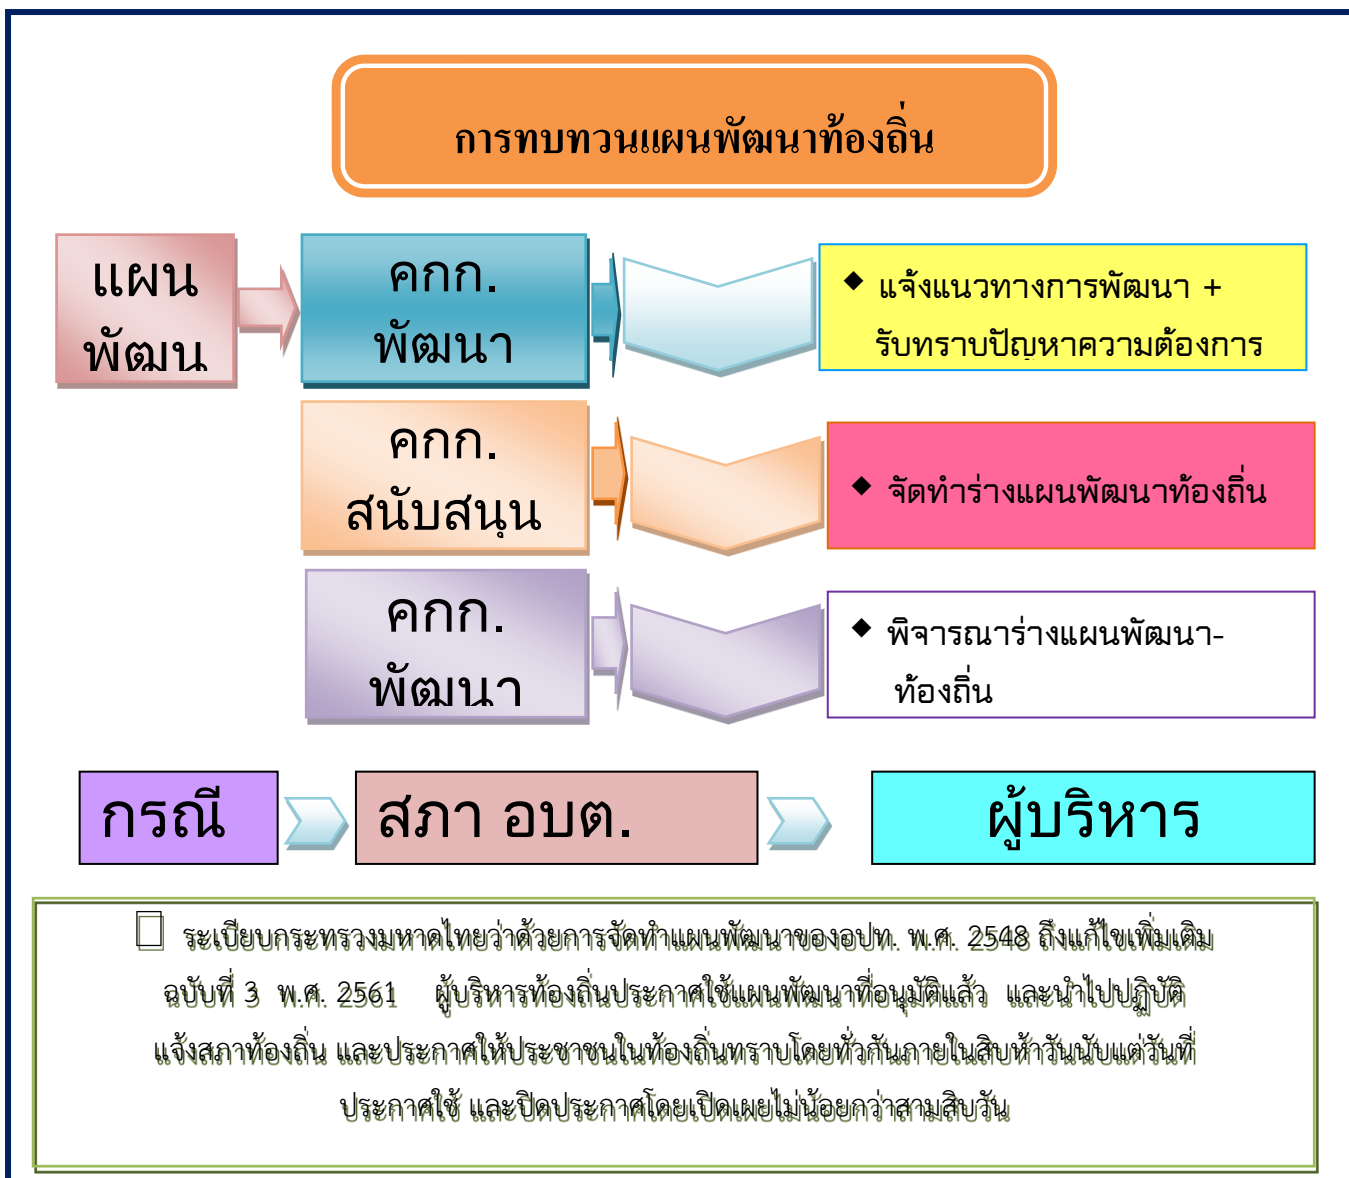 การทบทวนแผนพัฒนาท้องถิ่น
แผน
พัฒน
คกก.
พัฒนา
◆ แจ้งแนวทางการพัฒนา +
รับทราบปัญหาความต้องการ
คกก.
สนับสนุน
◆ จัดทำร่างแผนพัฒนาท้องถิ่น
คกก.
พัฒนา
◆ พิจารณาร่างแผนพัฒนา-
ท้องถิ่น
กรณี
สภา อบต.
ผู้บริหาร
ระเบียบกระทรวงมหาดไทยว่าด้วยการจัดทำแผนพัฒนาของอปท. พ.ศ. 2548 ถึงแก้ไขเพิ่มเติม
ฉบับที่ 3 พ.ศ. 2561 ผู้บริหารท้องถิ่นประกาศใช้แผนพัฒนาที่อนุมัติแล้ว และนำไปปฏิบัติ
แจ้งสภาท้องถิ่น และประกาศให้ประชาชนในท้องถิ่นทราบโดยทั่วกันภายในสิบห้าวันนับแต่วันที่
ประกาศใช้ และปิดประกาศโดยเปิดเผยไม่น้อยกว่าสามสิบวัน